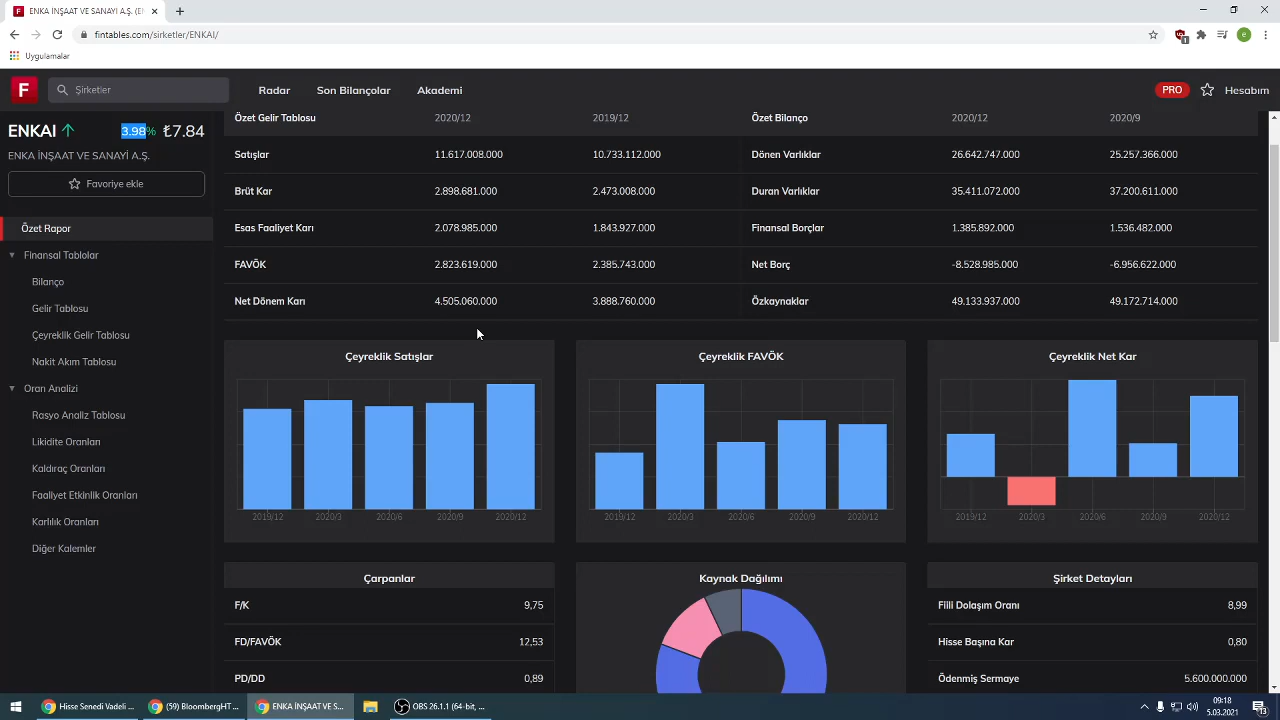 ENKA İNŞAAT VE SANAYİ A.Ş. (EN
fintables.com/sirketler/ENKAI/
Uygulamalar
F
Şirketler
Radar
Son Bilançolar
Akademi
PRO
Hesabım
ENKAI 3.98% ₺7.84
ENKA İNŞAAT VE SANAYİ A.Ş.
Favoriye ekle
Özet Rapor
Finansal Tablolar
Bilanço
Gelir Tablosu
Çeyreklik Gelir Tablosu
Nakit Akım Tablosu
Oran Analizi
Rasyo Analiz Tablosu
Likidite Oranları
Kaldıraç Oranları
Faaliyet Etkinlik Oranları
Karlılık Oranları
Diğer Kalemler
Özet Gelir Tablosu 2020/12 2019/12
Satışlar 11.617.008.000 10.733.112.000
Brüt Kar 2.898.681.000 2.473.008.000
Esas Faaliyet Karı 2.078.985.000 1.843.927.000
FAVÖK 2.823.619.000 2.385.743.000
Net Dönem Karı 4.505.060.000 3.888.760.000
Özet Bilanço 2020/12 2020/9
Dönen Varlıklar 26.642.747.000 25.257.366.000
Duran Varlıklar 35.411.072.000 37.200.611.000
Finansal Borçlar 1.385.892.000 1.536.482.000
Net Borç -8.528.985.000 -6.956.622.000
Özkaynaklar 49.133.937.000 49.172.714.000
Çeyreklik Satışlar
2019/12 2020/3 2020/6 2020/9 2020/12
Çeyreklik FAVÖK
2019/12 2020/3 2020/6 2020/9 2020/12
Çeyreklik Net Kar
2019/12 2020/3 2020/6 2020/9 2020/12
Çarpanlar
F/K 9,75
FD/FAVÖK 12,53
PD/DD 0,89
Kaynak Dağılımı
Şirket Detayları
Fiili Dolaşım Oranı 8,99
Hisse Başına Kar 0,80
Ödenmiş Sermaye 5.600.000.000
Hisse Senedi Vadeli ...
(59) BloombergHT ...
ENKA İNŞAAT VE S...
OBS 26.1.1 (64-bit, ...
09:18
5.03.2021